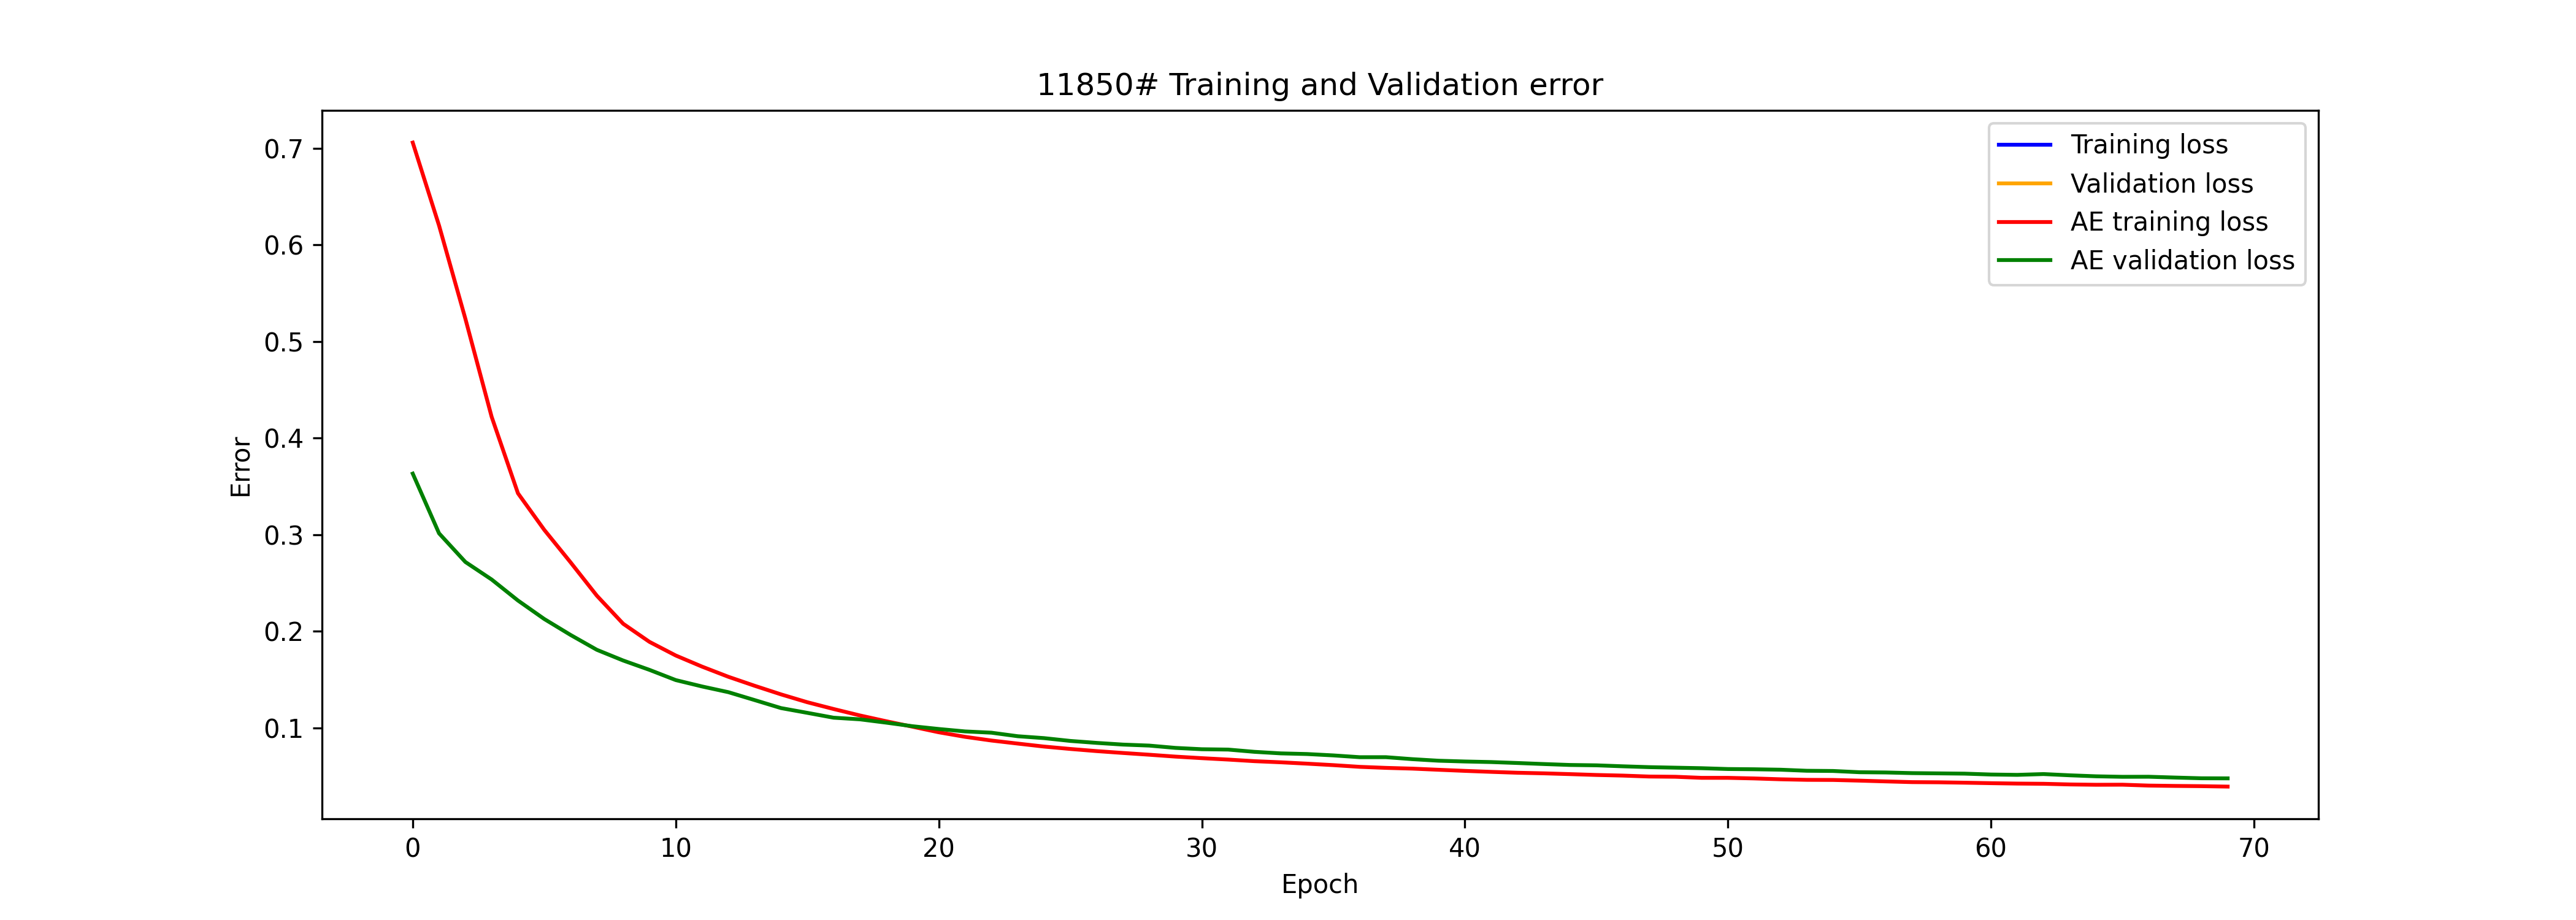 11850# Training and Validation error
Training loss
Validation loss
AE training loss
AE validation loss
Error
0.7
0.6
0.5
0.4
0.3
0.2
0.1
0 10 20 30 40 50 60 70
Epoch